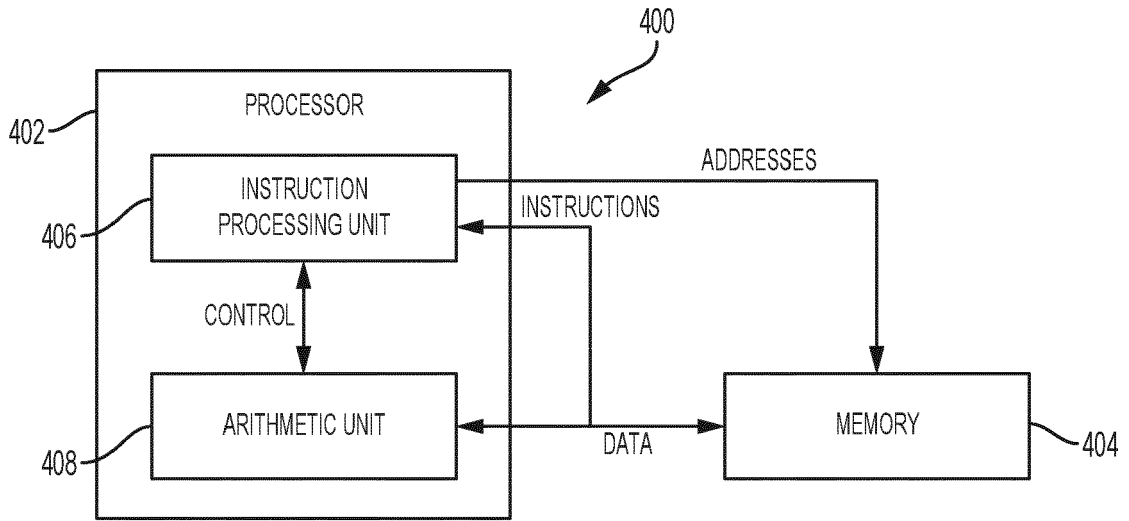 400
PROCESSOR
402
ADDRESSES
INSTRUCTION
PROCESSING UNIT
INSTRUCTIONS
406
CONTROL
ARITHMETIC UNIT
MEMORY
DATA
408
404